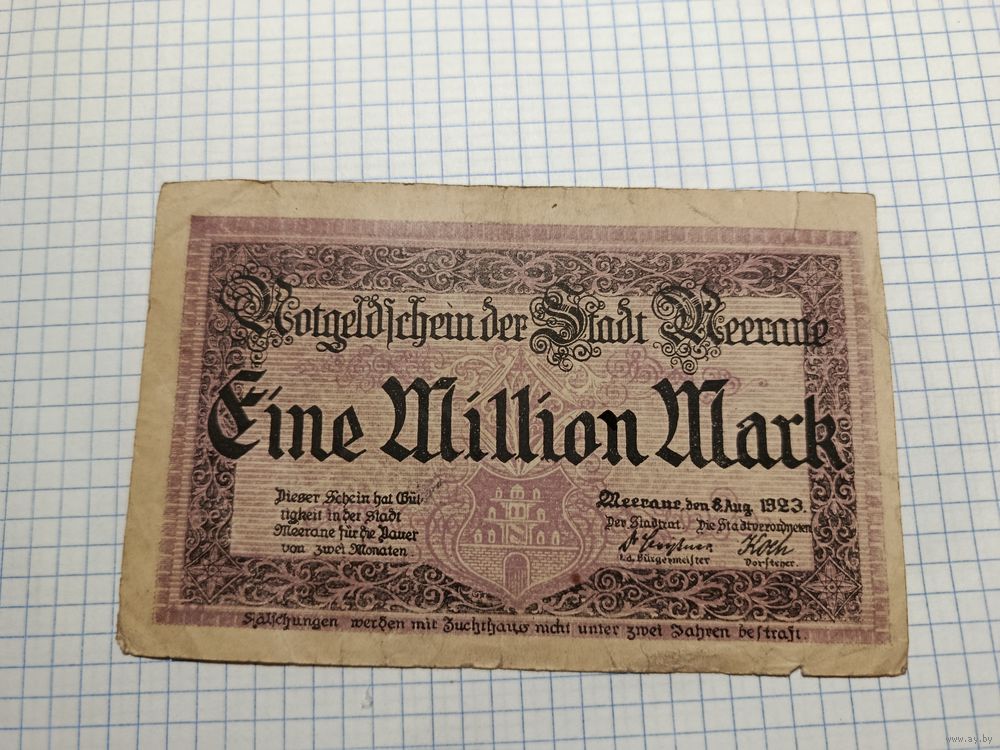 Notgeldschein der Stadt Meerane
Eine Million Mark
Dieser Schein hat Gül-
tigkeit in der Stadt
Meerane für die Dauer
von zwei Monaten
Meerane, den 8. Aug. 1923.
Der Stadtrat. Die Stadtverordneten
Koch
i.d. Bürgermeister Vorsteher.
Fälschungen werden mit Zuchthaus nicht unter zwei Jahren bestraft.
www.ay.by